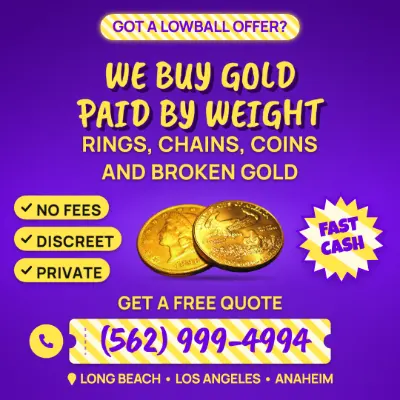 GOT A LOWBALL OFFER?
WE BUY GOLD
PAID BY WEIGHT
RINGS, CHAINS, COINS
AND BROKEN GOLD
✓ NO FEES
✓ DISCREET
✓ PRIVATE
FAST
CASH
GET A FREE QUOTE
(562) 999-4994
LONG BEACH • LOS ANGELES • ANAHEIM